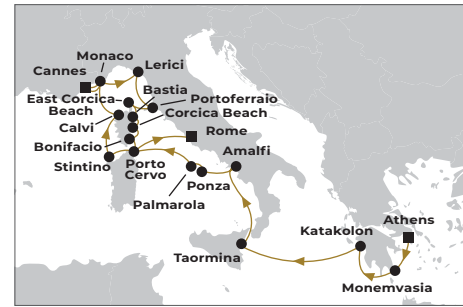 Monaco
Lerici
Cannes
Bastia
East Corcica
Beach
Portoferraio
Corcica Beach
Calvi
Rome
Bonifacio
Amalfi
Stintino
Porto
Cervo
Ponza
Palmarola
Athens
Katakolon
Taormina
Monemvasia